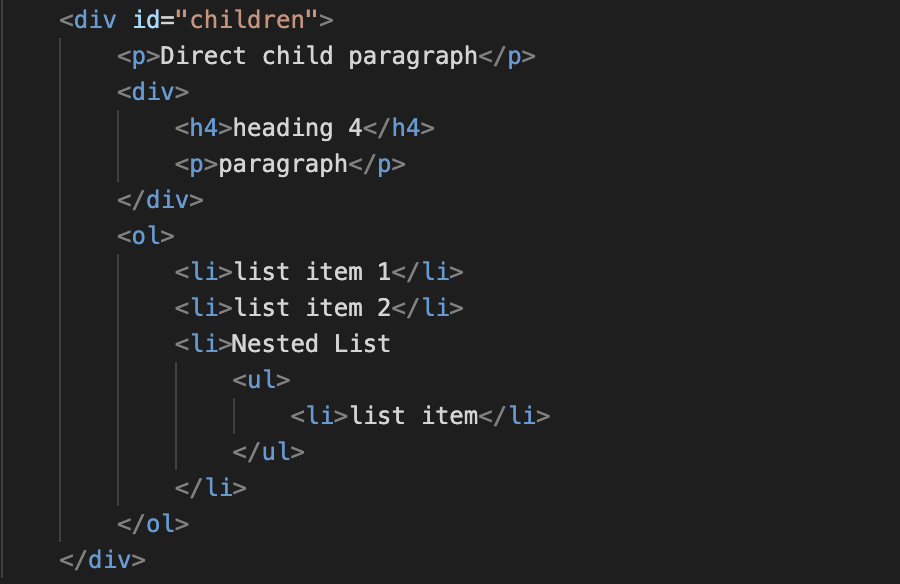 <div id="children">
    <p>Direct child paragraph</p>
    <div>
        <h4>heading 4</h4>
        <p>paragraph</p>
    </div>
    <ol>
        <li>list item 1</li>
        <li>list item 2</li>
        <li>Nested List
            <ul>
                <li>list item</li>
            </ul>
        </li>
    </ol>
</div>